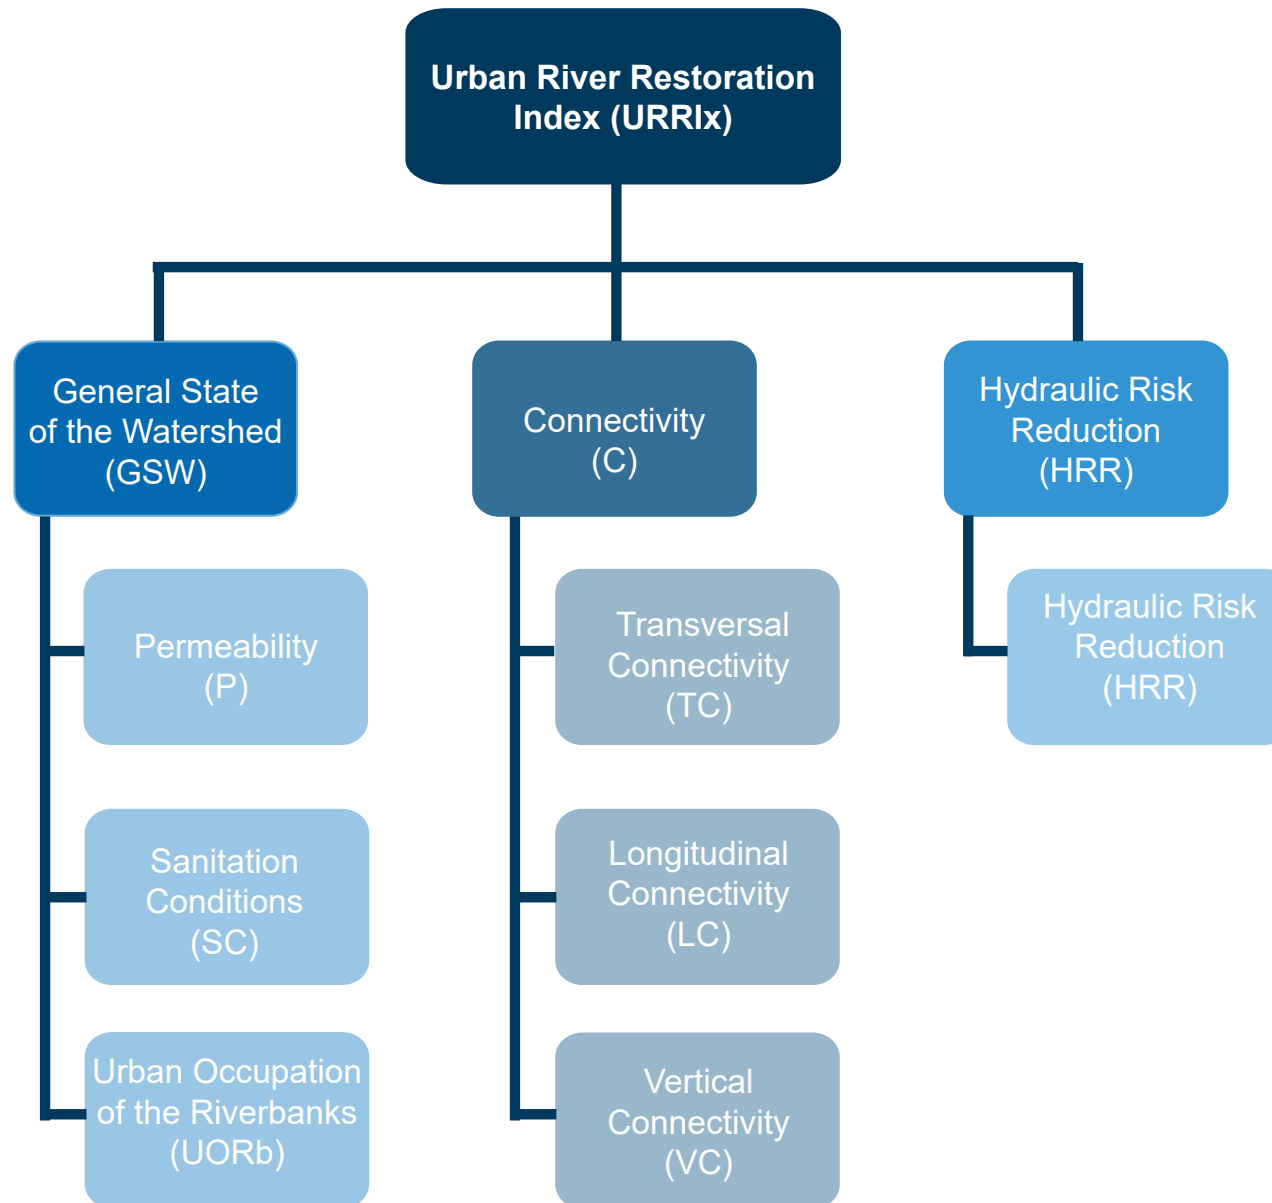 Urban River Restoration
Index (URRIx)
General State
of the Watershed
(GSW)
Connectivity
(C)
Hydraulic Risk
Reduction
(HRR)
Permeability
(P)
Transversal
Connectivity
(TC)
Hydraulic Risk
Reduction
(HRR)
Sanitation
Conditions
(SC)
Longitudinal
Connectivity
(LC)
Urban Occupation
of the Riverbanks
(UORb)
Vertical
Connectivity
(VC)